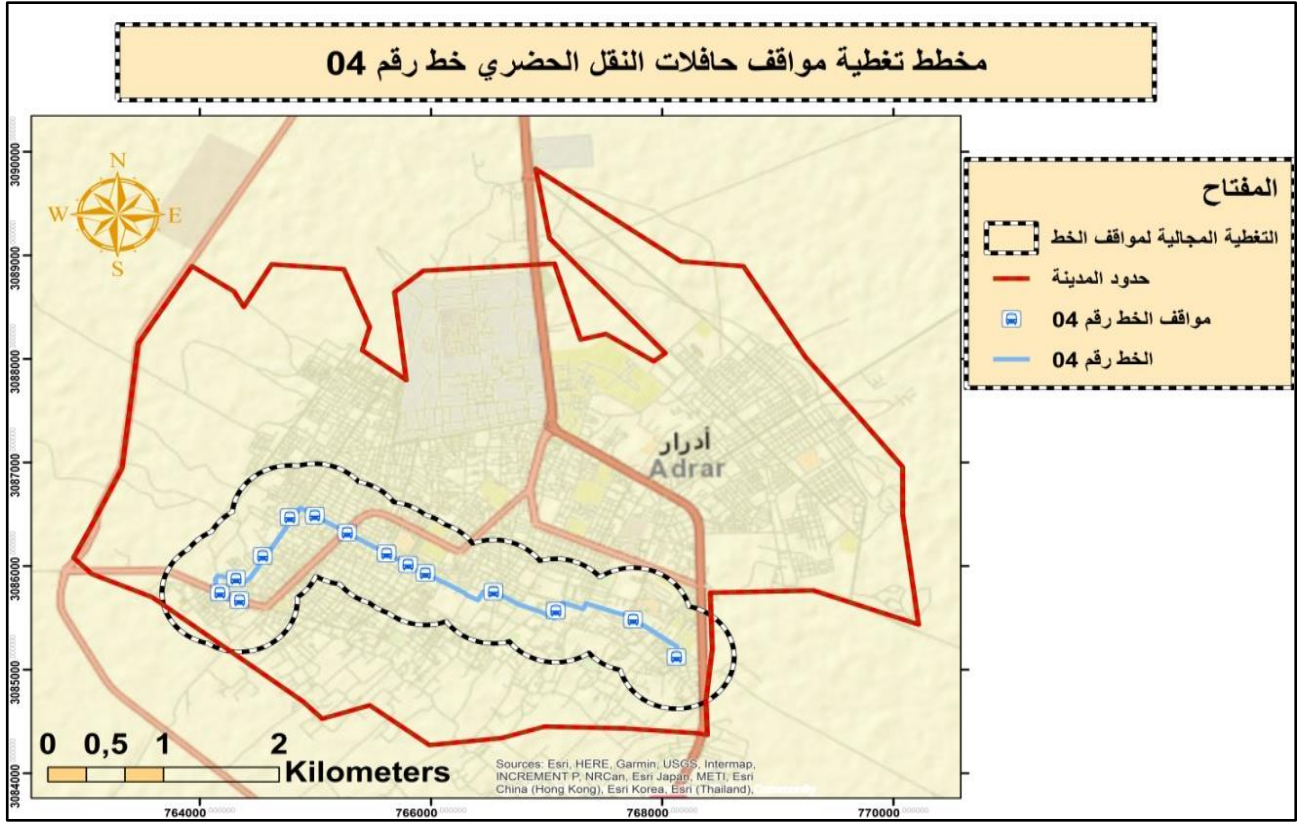 مخطط تغطية مواقف حافلات النقل الحضري خط رقم 04
المفتاح
التغطية المجالية لمواقف الخط
حدود المدينة
مواقف الخط رقم 04
الخط رقم 04
N
W E
S
أدرار
Adrar
3090000
3089000
3088000
3087000
3086000
3085000
3084000
0 0,5 1 2
Kilometers
Sources: Esri, HERE, Garmin, USGS, Intermap,
INCREMENT P, NRCan, Esri Japan, METI, Esri
China (Hong Kong), Esri Korea, Esri (Thailand),
764000 766000 768000 770000